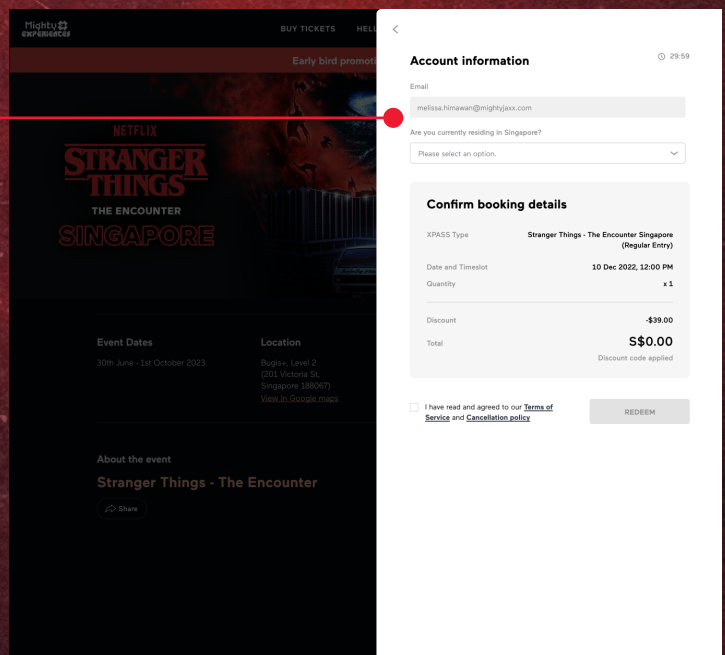 Mighty
EXPERIENCES
BUY TICKETS HELL
Early bird promoti
NETFLIX
STRANGER
THINGS
THE ENCOUNTER
SINGAPORE
Event Dates
30th June - 1st October 2023
Location
Bugis+, Level 2
(201 Victoria St,
Singapore 188067)
View in Google maps
About the event
Stranger Things - The Encounter
Share
Account information
29:59
Email
melissa.himawan@mightyjaxx.com
Are you currently residing in Singapore?
Please select an option.
Confirm booking details
XPASS Type Stranger Things - The Encounter Singapore
(Regular Entry)
Date and Timeslot 10 Dec 2022, 12:00 PM
Quantity x 1
Discount -$39.00
Total S$0.00
Discount code applied
I have read and agreed to our Terms of
Service and Cancellation policy
REDEEM